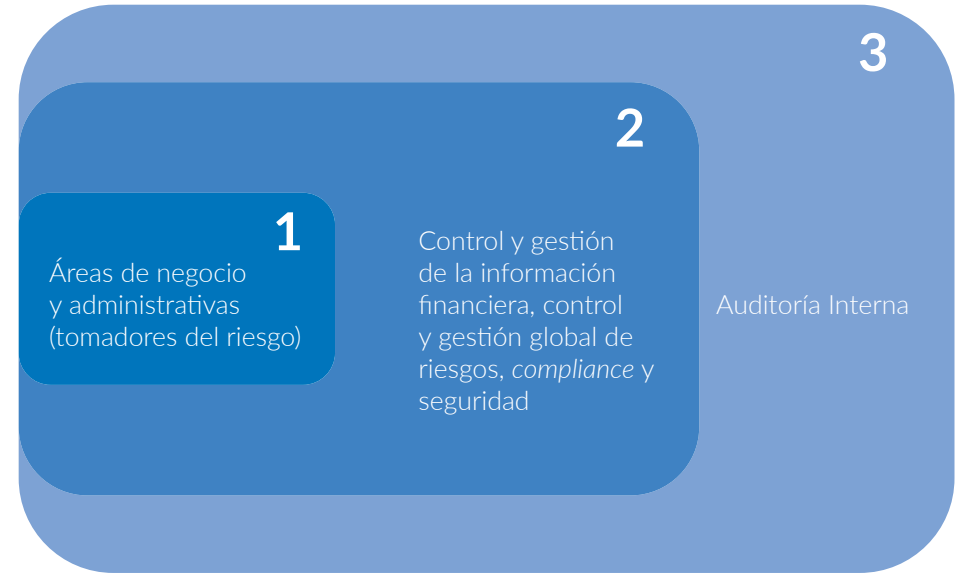 1
Áreas de negocio
y administrativas
(tomadores del riesgo)
2
Control y gestión
de la información
financiera, control
y gestión global de
riesgos, compliance y
seguridad
3
Auditoría Interna